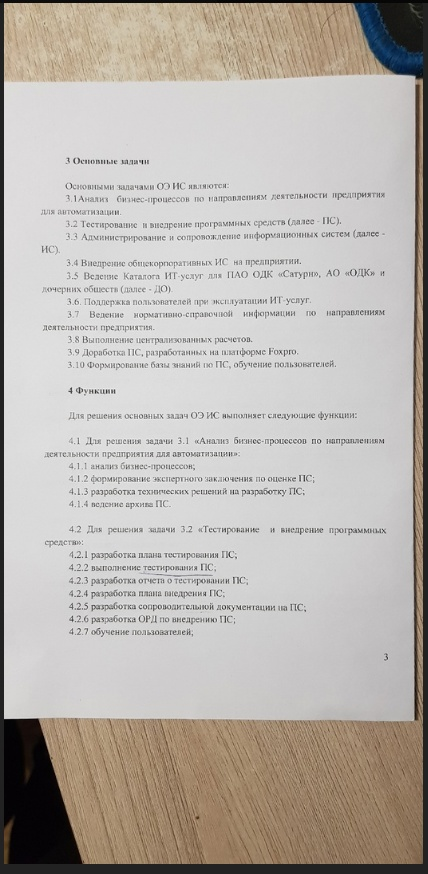 3 Основные задачи
Основными задачами ОЭ ИС являются:
3.1Анализ бизнес-процессов по направлениям деятельности предприятия
для автоматизации.
3.2 Тестирование и внедрение программных средств (далее - ПС).
3.3 Администрирование и сопровождение информационных систем (далее -
ИС).
3.4 Внедрение общекорпоративных ИС на предприятии.
3.5 Ведение Каталога ИТ-услуг для ПАО ОДК «Сатурн», АО «ОДК» и
дочерних обществ (далее - ДО).
3.6. Поддержка пользователей при эксплуатации ИТ-услуг.
3.7 Ведение нормативно-справочной информации по направлениям
деятельности предприятия.
3.8 Выполнение централизованных расчетов.
3.9 Доработка ПС, разработанных на платформе Foxpro.
3.10 Формирование базы знаний по ПС, обучение пользователей.
4 Функции
Для решения основных задач ОЭ ИС выполняет следующие функции:
4.1 Для решения задачи 3.1 «Анализ бизнес-процессов по направлениям
деятельности предприятия для автоматизации»:
4.1.1 анализ бизнес-процессов;
4.1.2 формирование экспертного заключения по оценке ПС;
4.1.3 разработка технических решений на разработку ПС;
4.1.4 ведение архива ПС.
4.2 Для решения задачи 3.2 «Тестирование и внедрение программных
средств»:
4.2.1 разработка плана тестирования ПС;
4.2.2 выполнение тестирования ПС;
4.2.3 разработка отчета о тестировании ПС;
4.2.4 разработка плана внедрения ПС;
4.2.5 разработка сопроводительной документации на ПС;
4.2.6 разработка ОРД по внедрению ПС;
4.2.7 обучение пользователей;
3